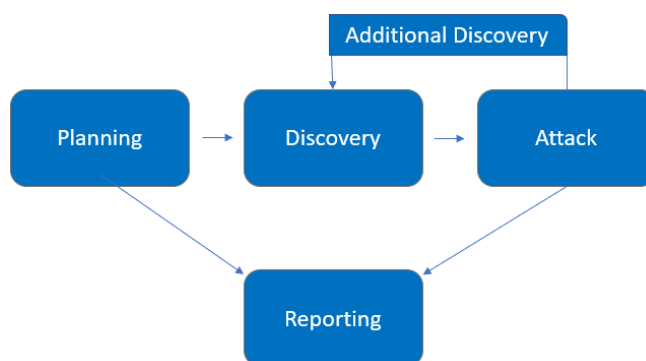 Additional Discovery
Planning
Discovery
Attack
Reporting